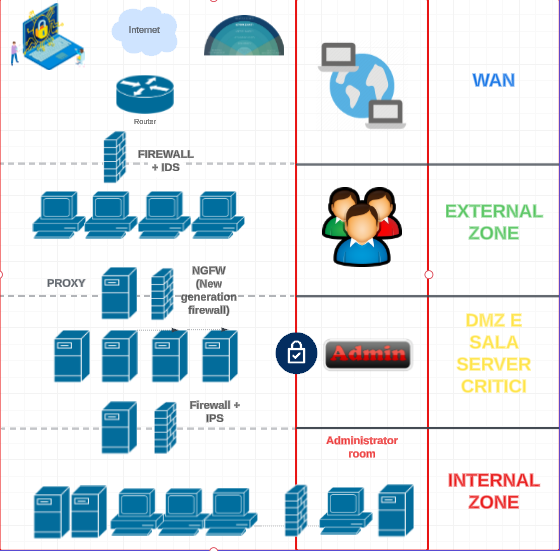 Internet
Router
WAN
FIREWALL
+ IDS
EXTERNAL
ZONE
PROXY
NGFW
(New
generation
firewall)
DMZ E
SALA
SERVER
CRITICI
Admin
Firewall +
IPS
Administrator
room
INTERNAL
ZONE